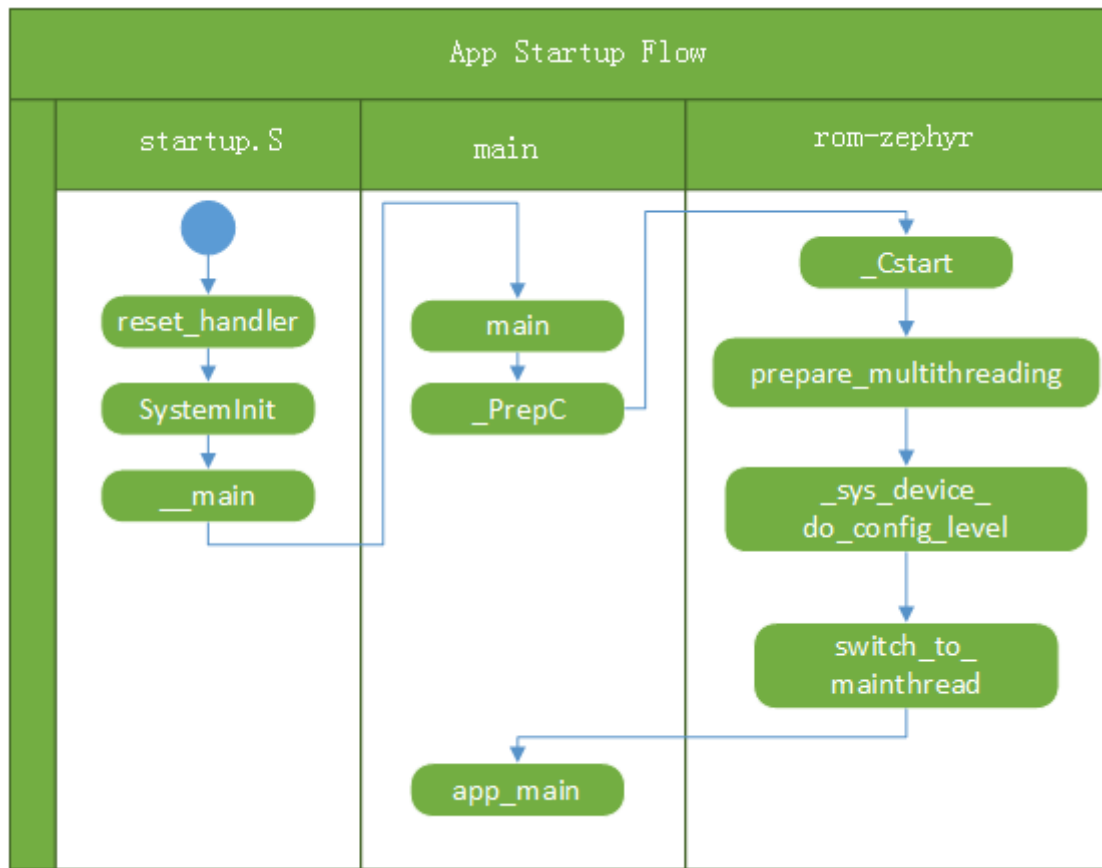 App Startup Flow
startup.S
main
rom-zephyr
reset_handler
SystemInit
__main
main
_PrepC
_Cstart
prepare_multithreading
_sys_device_
do_config_level
switch_to_
mainthread
app_main